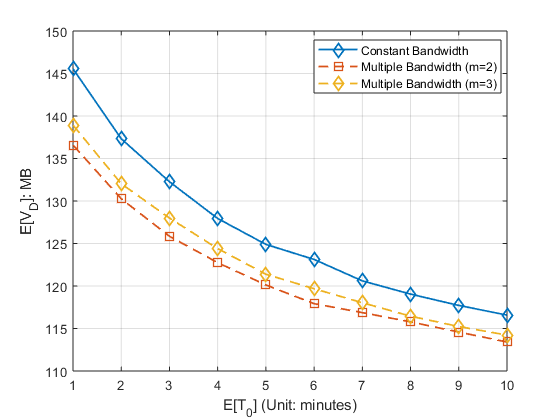 150
145
140
135
130
125
120
115
110
E[V_D]: MB
Constant Bandwidth
Multiple Bandwidth (m=2)
Multiple Bandwidth (m=3)
1 2 3 4 5 6 7 8 9 10
E[T_0] (Unit: minutes)